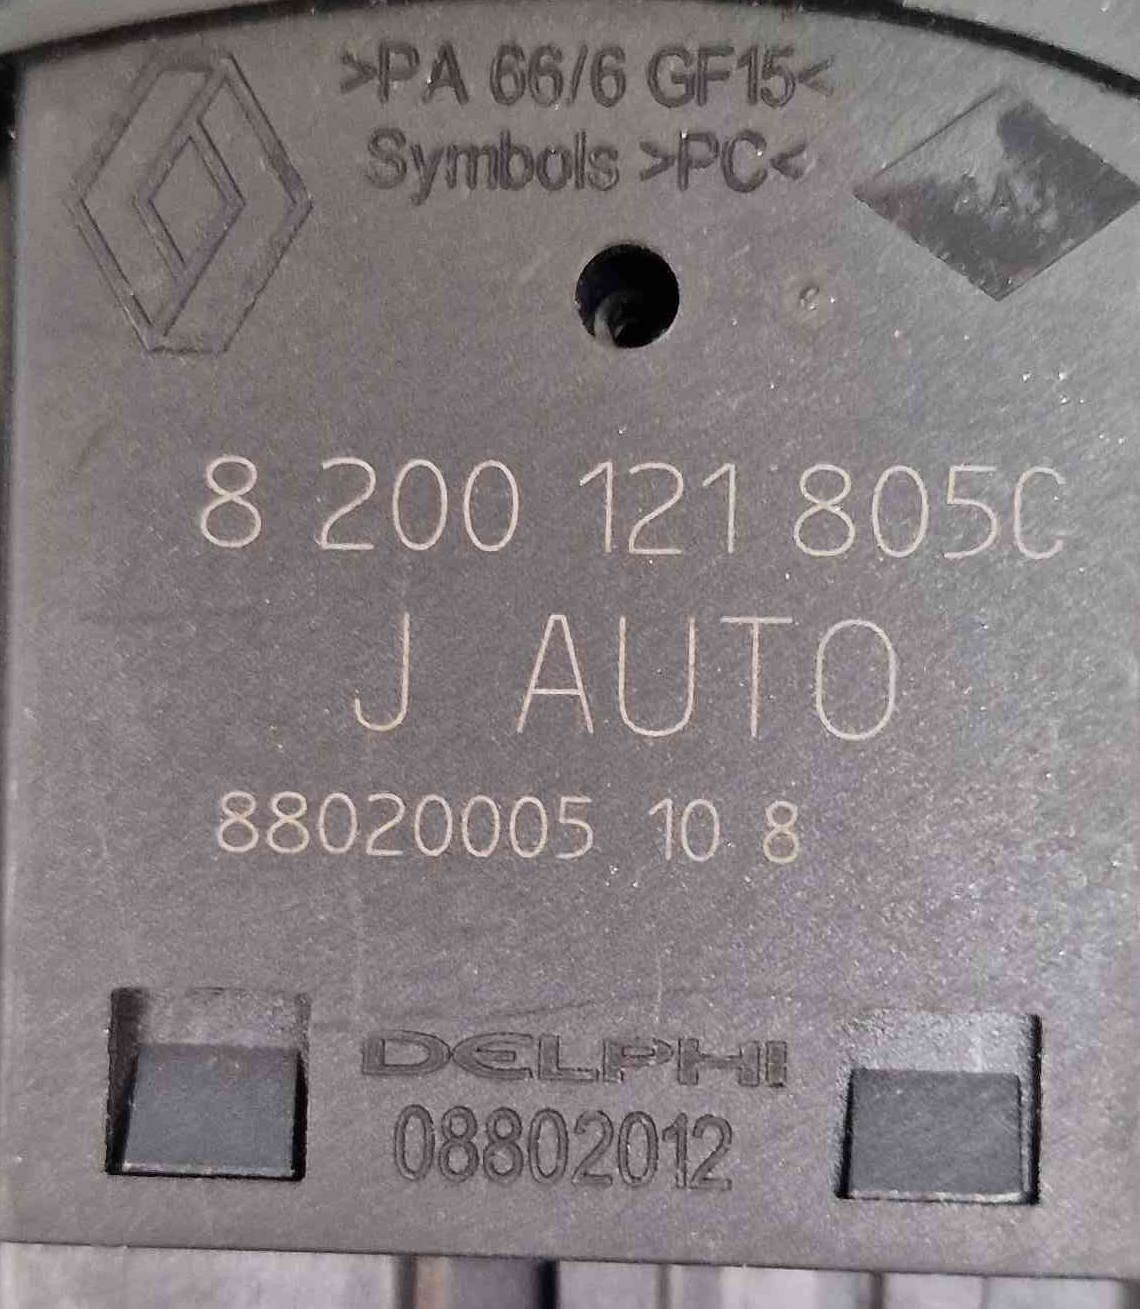 >PA 66/6 GF15<
Symbols >PC<
8 200 121 805C
J AUTO
88020005 10 8
DELPHI
08802012